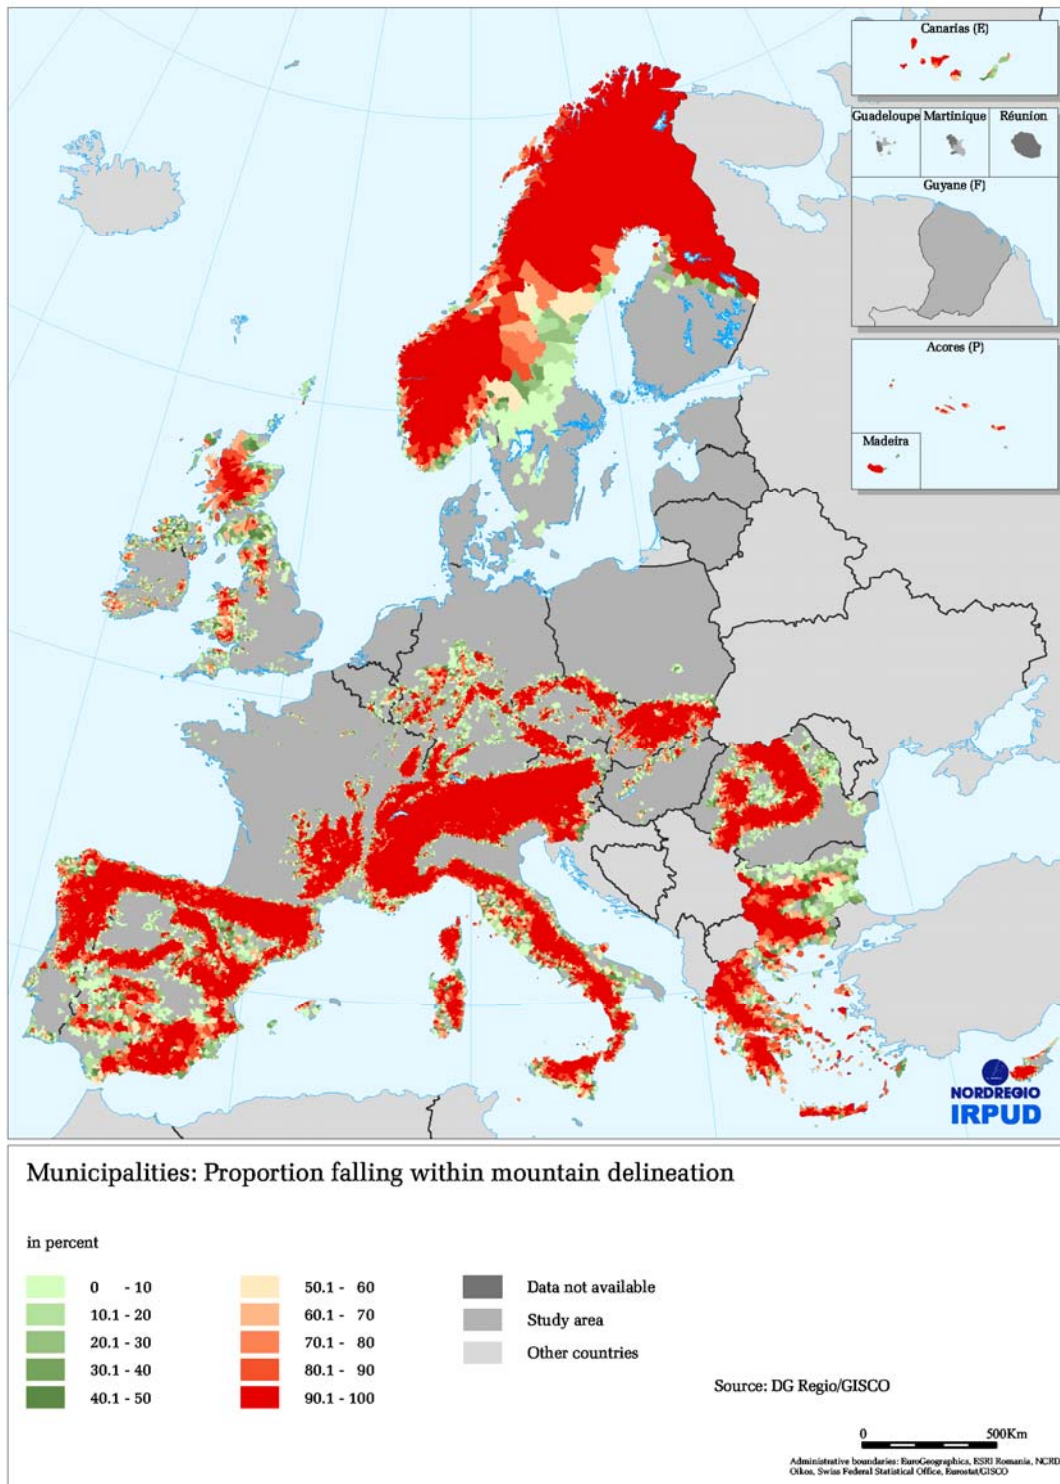 Canarias (E)
Guadeloupe Martinique Réunion
Guyane (F)
Acores (P)
Madeira
NORDREGIO
IRPUD
Municipalities: Proportion falling within mountain delineation
in percent
0 - 10
10.1 - 20
20.1 - 30
30.1 - 40
40.1 - 50
50.1 - 60
60.1 - 70
70.1 - 80
80.1 - 90
90.1 - 100
Data not available
Study area
Other countries
Source: DG Regio/GISCO
0 500Km
Administrative boundaries: EuroGeographics, ESRI Romania, NCRD
Oikos, Swiss Federal Statistical Office, Eurostat/GISCO